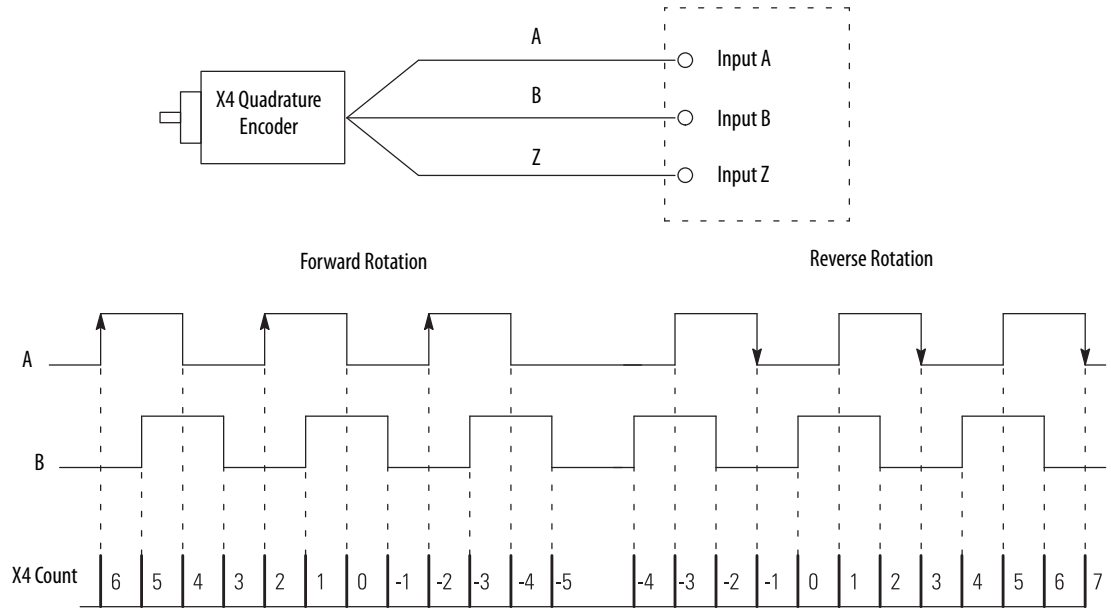 A
Input A
X4 Quadrature
Encoder
B
Input B
Z
Input Z
Forward Rotation
Reverse Rotation
A
B
X4 Count
6 5 4 3 2 1 0 -1 -2 -3 -4 -5 -4 -3 -2 -1 0 1 2 3 4 5 6 7